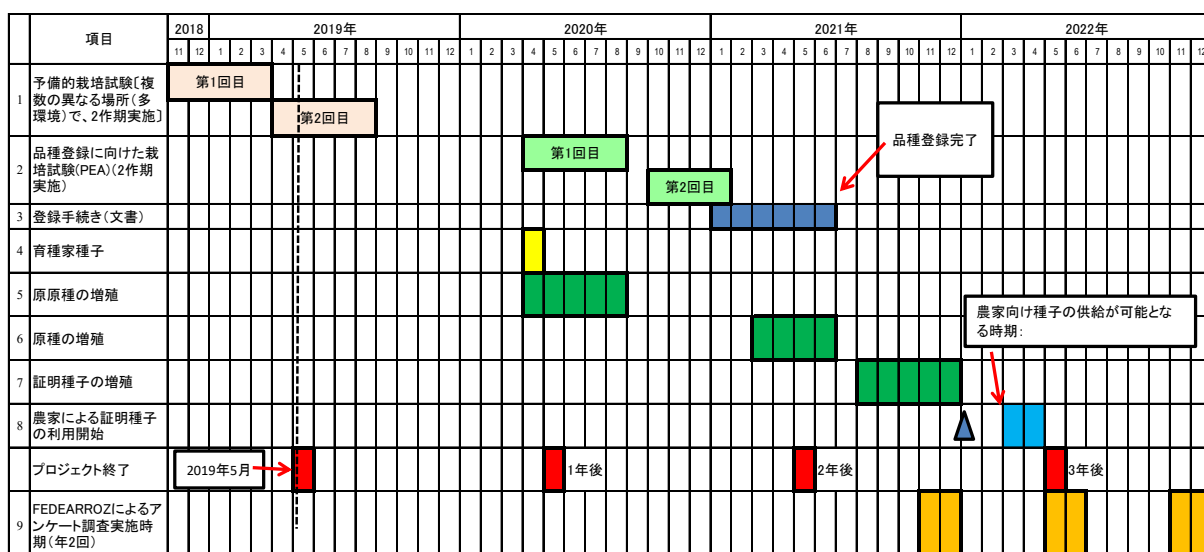 項目
2018
2019年
2020年
2021年
2022年
11 12 1 2 3 4 5 6 7 8 9 10 11 12 1 2 3 4 5 6 7 8 9 10 11 12 1 2 3 4 5 6 7 8 9 10 11 12 1 2 3 4 5 6 7 8 9 10 11 12
1
予備的栽培試験〔複
数の異なる場所(多
環境)で、2作期実施〕
第1回目
第2回目
2
品種登録に向けた栽
培試験(PEA)(2作期
実施)
第1回目
第2回目
品種登録完了
3 登録手続き(文書)
4 育種家種子
5 原原種の増殖
6 原種の増殖
農家向け種子の供給が可能とな
る時期:
7 証明種子の増殖
8
農家による証明種子
の利用開始
プロジェクト終了
2019年5月
1年後
2年後
3年後
9
FEDEARROZによるア
ンケート調査実施時
期(年2回)